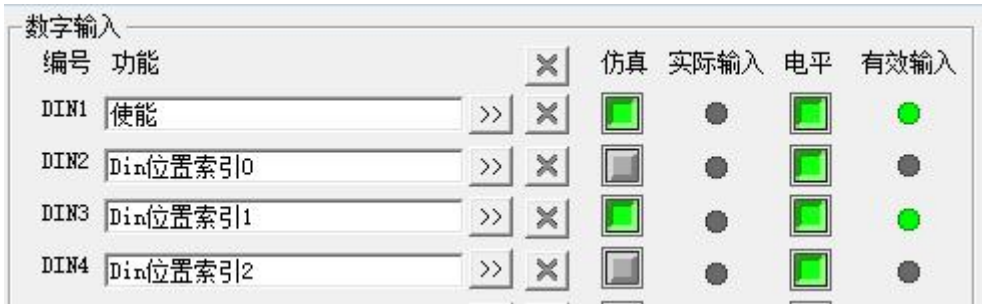 数字输入
编号 功能 仿真 实际输入 电平 有效输入
DIN1 使能 >>
DIN2 Din位置索引0 >>
DIN3 Din位置索引1 >>
DIN4 Din位置索引2 >>